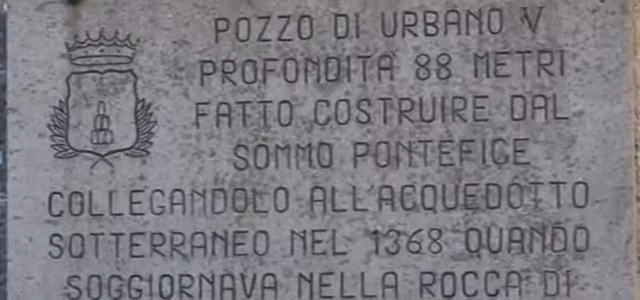 POZZO DI URBANO V
PROFONDITA 88 METRI
FATTO COSTRUIRE DAL
SOMMO PONTEFICE
COLLEGANDOLO ALL'ACQUEDOTTO
SOTTERRANEO NEL 1368 QUANDO
SOGGIORNAVA NELLA ROCCA DI